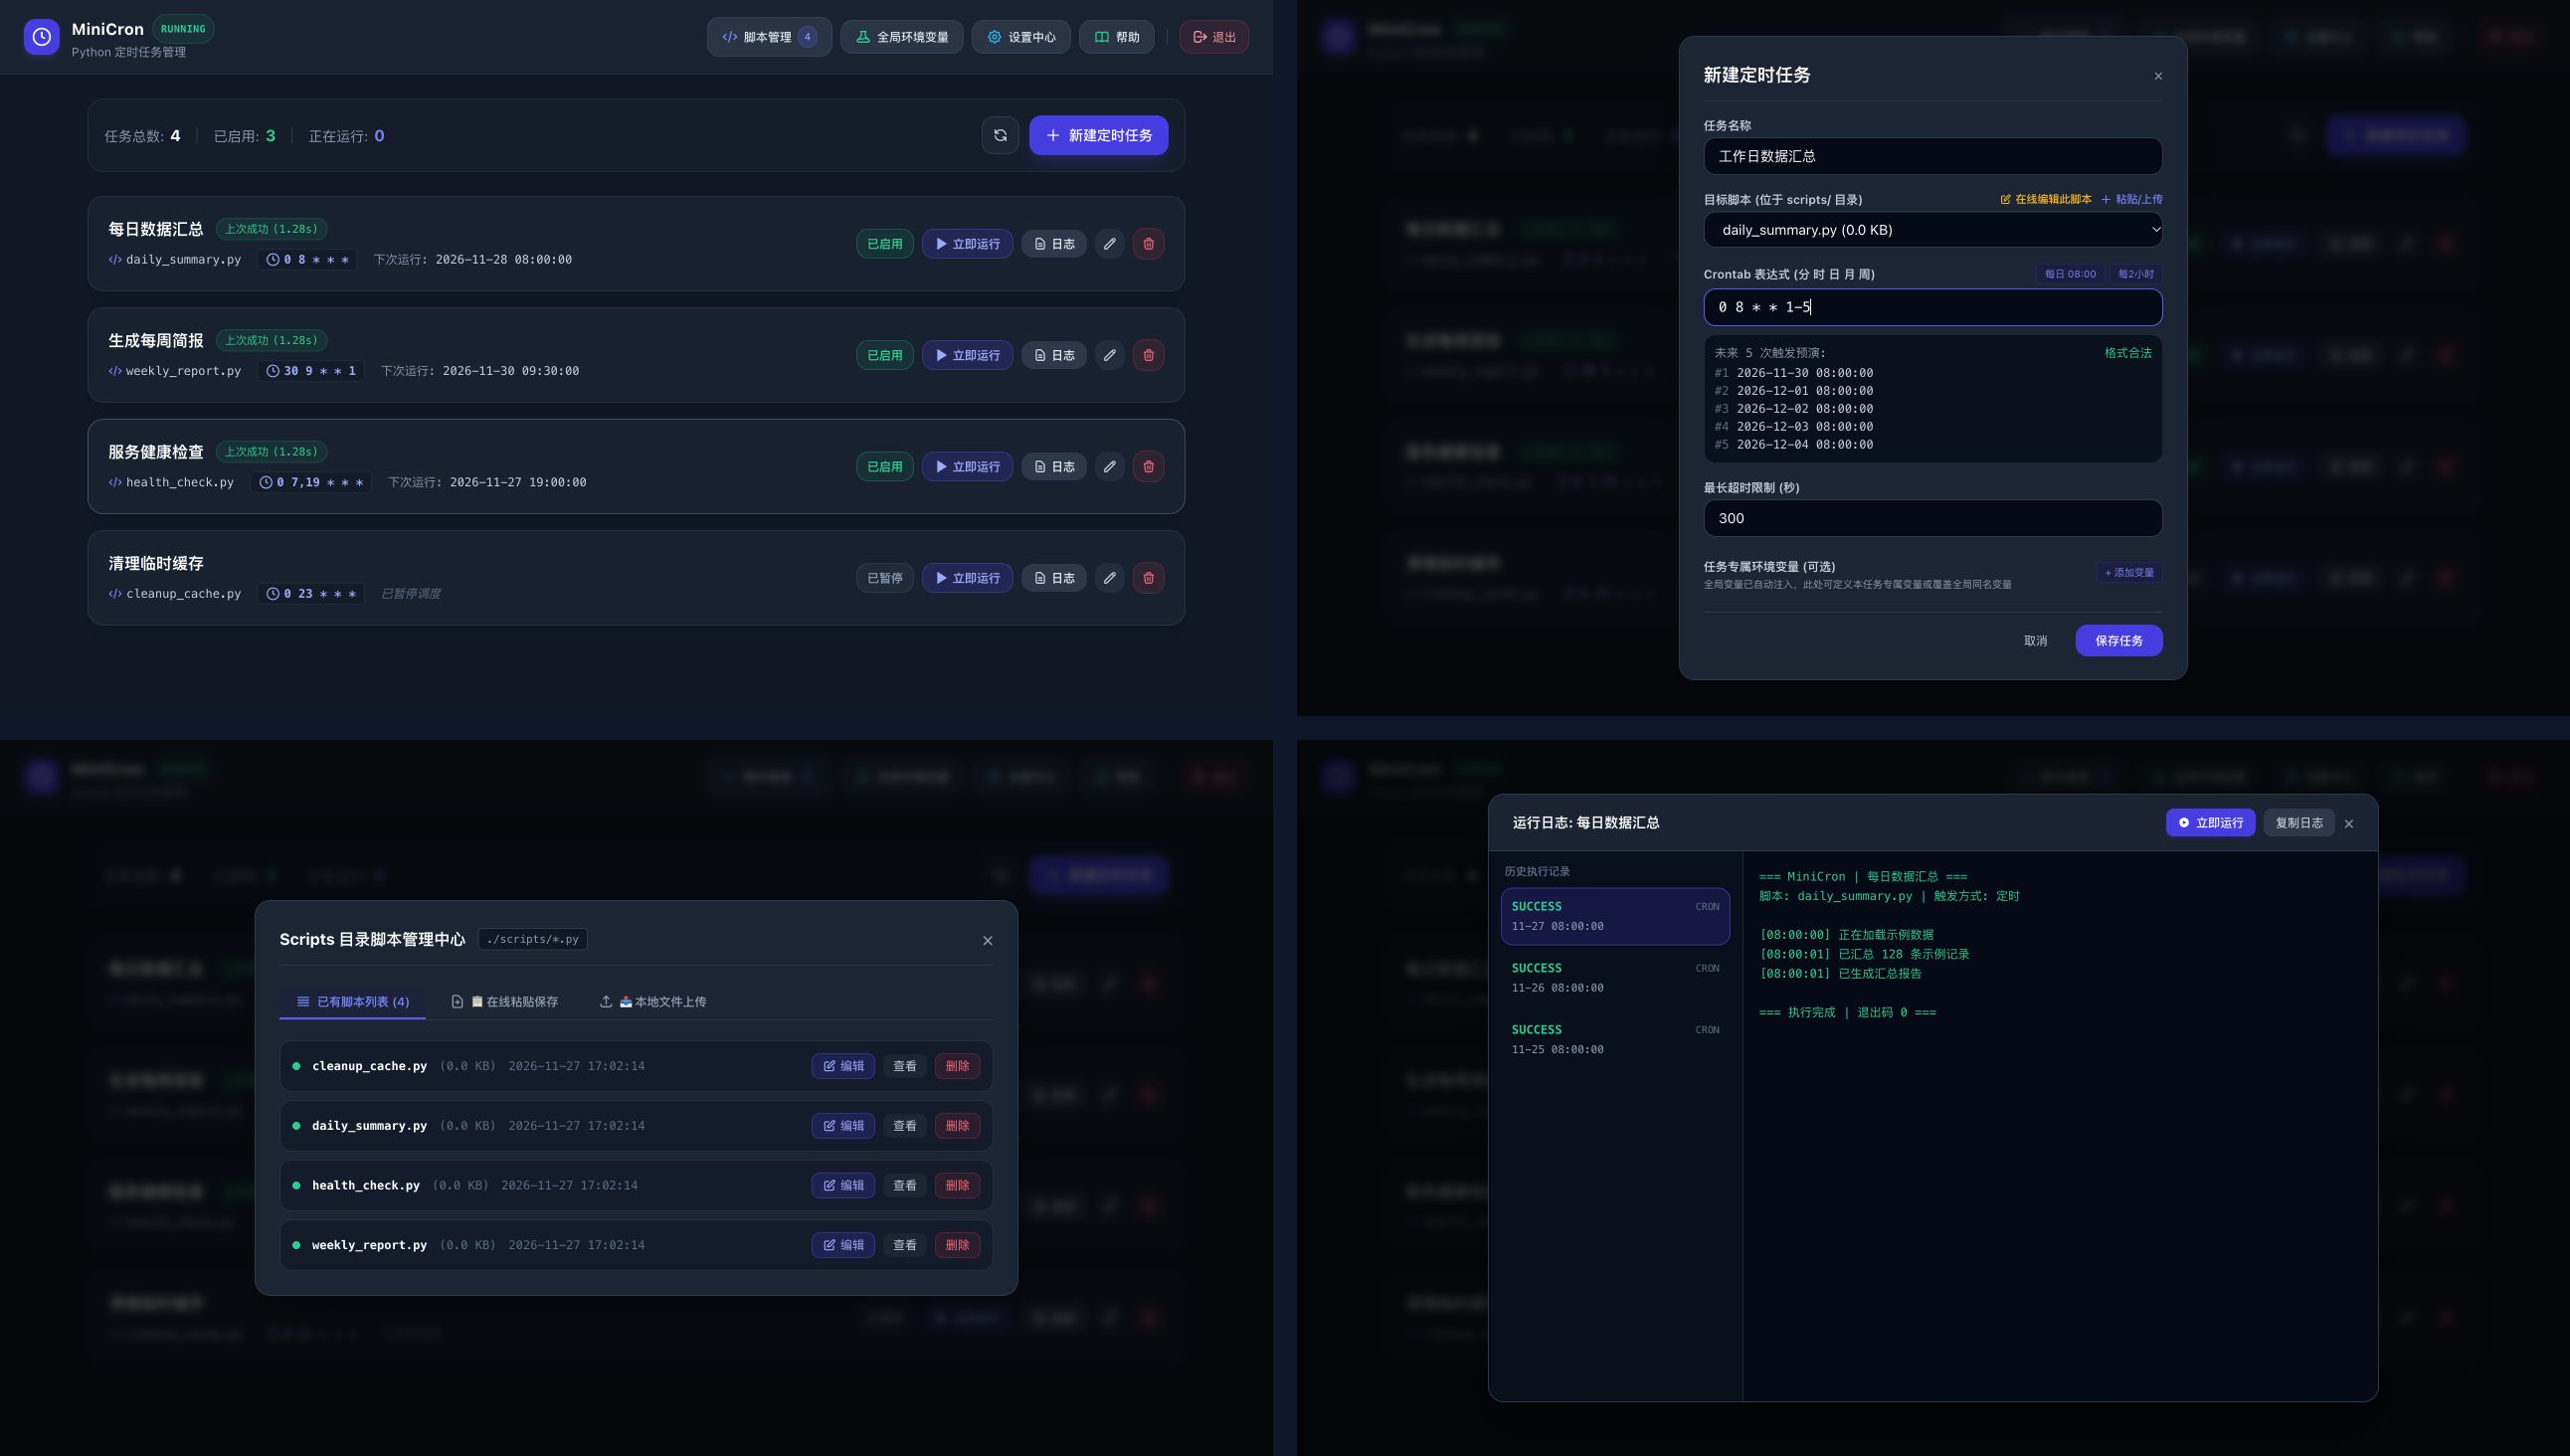 MiniCron RUNNING
Python 定时任务管理
脚本管理 4
全局环境变量
设置中心
帮助
退出
任务总数: 4 已启用: 3 正在运行: 0
新建定时任务
每日数据汇总 上次成功 (1.28s)
daily_summary.py 0 8 * * * 下次运行: 2026-11-28 08:00:00
已启用 立即运行 日志
生成每周简报 上次成功 (1.28s)
weekly_report.py 30 9 * * 1 下次运行: 2026-11-30 09:30:00
已启用 立即运行 日志
服务健康检查 上次成功 (1.28s)
health_check.py 0 7,19 * * * 下次运行: 2026-11-27 19:00:00
已启用 立即运行 日志
清理临时缓存
cleanup_cache.py 0 23 * * * 已暂停调度
已暂停 立即运行 日志
新建定时任务 ×
任务名称
工作日数据汇总
目标脚本 (位于 scripts/ 目录) 在线编辑此脚本 + 粘贴/上传
daily_summary.py (0.0 KB)
Crontab 表达式 (分 时 日 月 周) 每日 08:00 每2小时
0 8 * * 1-5
未来 5 次触发预演: 格式合法
#1 2026-11-30 08:00:00
#2 2026-12-01 08:00:00
#3 2026-12-02 08:00:00
#4 2026-12-03 08:00:00
#5 2026-12-04 08:00:00
最长超时限制 (秒)
300
任务专属环境变量 (可选) + 添加变量
全局变量已自动注入，此处可定义本任务专属变量或覆盖全局同名变量
取消 保存任务
Scripts 目录脚本管理中心 ./scripts/*.py ×
已有脚本列表 (4) 📋 在线粘贴保存 📤 本地文件上传
cleanup_cache.py (0.0 KB) 2026-11-27 17:02:14 编辑 查看 删除
daily_summary.py (0.0 KB) 2026-11-27 17:02:14 编辑 查看 删除
health_check.py (0.0 KB) 2026-11-27 17:02:14 编辑 查看 删除
weekly_report.py (0.0 KB) 2026-11-27 17:02:14 编辑 查看 删除
运行日志: 每日数据汇总 立即运行 复制日志 ×
历史执行记录
SUCCESS CRON
11-27 08:00:00
SUCCESS CRON
11-26 08:00:00
SUCCESS CRON
11-25 08:00:00
=== MiniCron | 每日数据汇总 ===
脚本: daily_summary.py | 触发方式: 定时
[08:00:00] 正在加载示例数据
[08:00:01] 已汇总 128 条示例记录
[08:00:01] 已生成汇总报告
=== 执行完成 | 退出码 0 ===